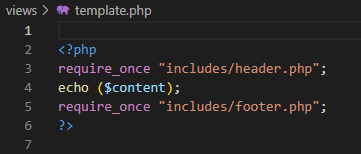 views > template.php
1
2 <?php
3 require_once "includes/header.php";
4 echo ($content);
5 require_once "includes/footer.php";
6 ?>
7